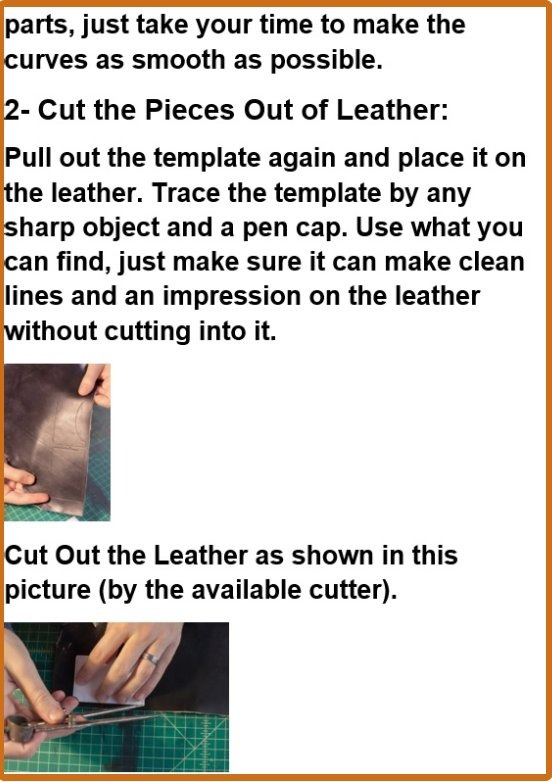 parts, just take your time to make the
curves as smooth as possible.
2- Cut the Pieces Out of Leather:
Pull out the template again and place it on
the leather. Trace the template by any
sharp object and a pen cap. Use what you
can find, just make sure it can make clean
lines and an impression on the leather
without cutting into it.
Cut Out the Leather as shown in this
picture (by the available cutter).